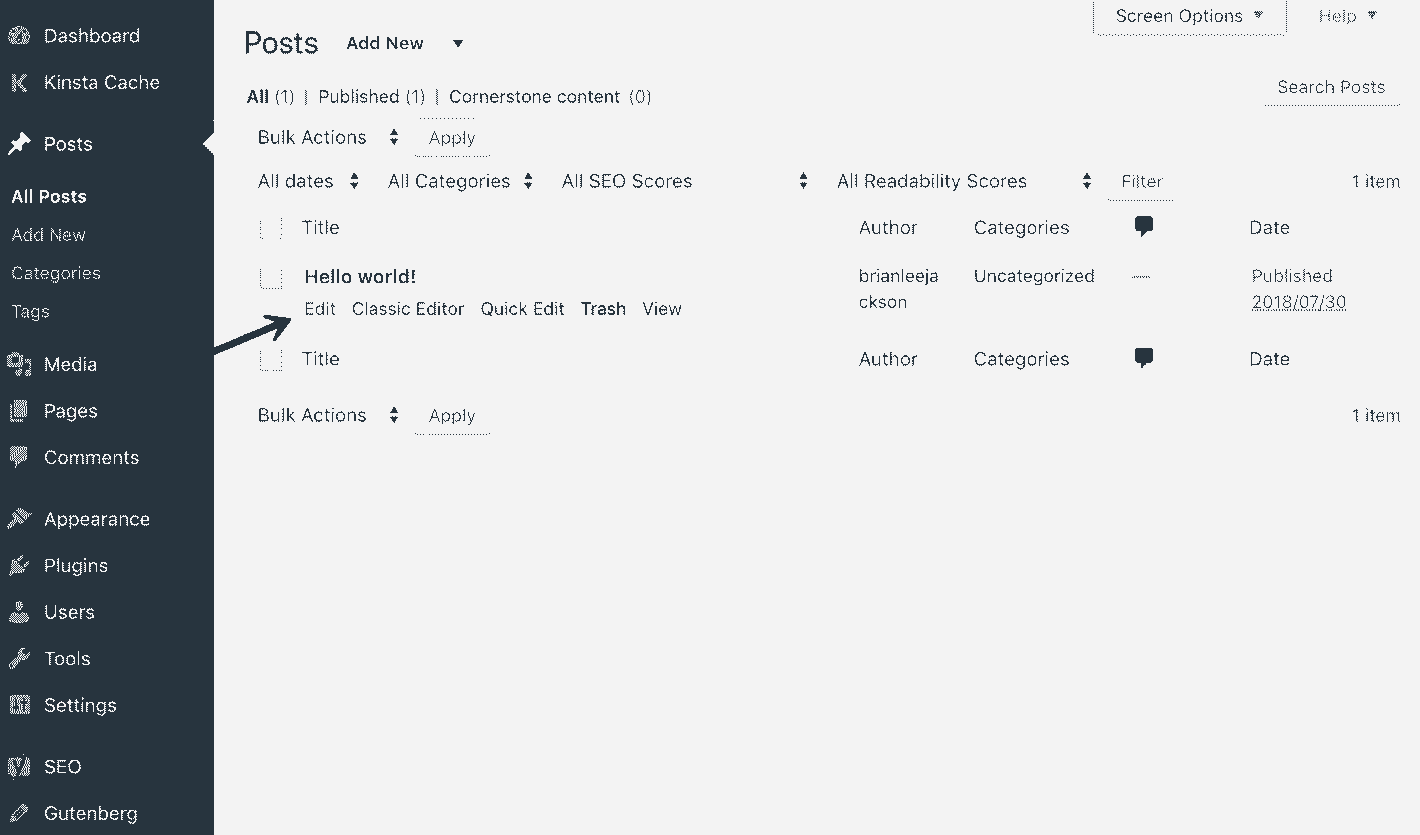 Dashboard
Kinsta Cache
Posts
All Posts
Add New
Categories
Tags
Media
Pages
Comments
Appearance
Plugins
Users
Tools
Settings
SEO
Gutenberg
Screen Options Help
Posts Add New
All (1) | Published (1) | Cornerstone content (0)
Search Posts
Bulk Actions Apply
All dates All Categories All SEO Scores All Readability Scores Filter 1 item
Title Author Categories Date
Hello world! brianleeja Uncategorized — Published
ckson 2018/07/30
Edit Classic Editor Quick Edit Trash View
Title Author Categories Date
Bulk Actions Apply 1 item